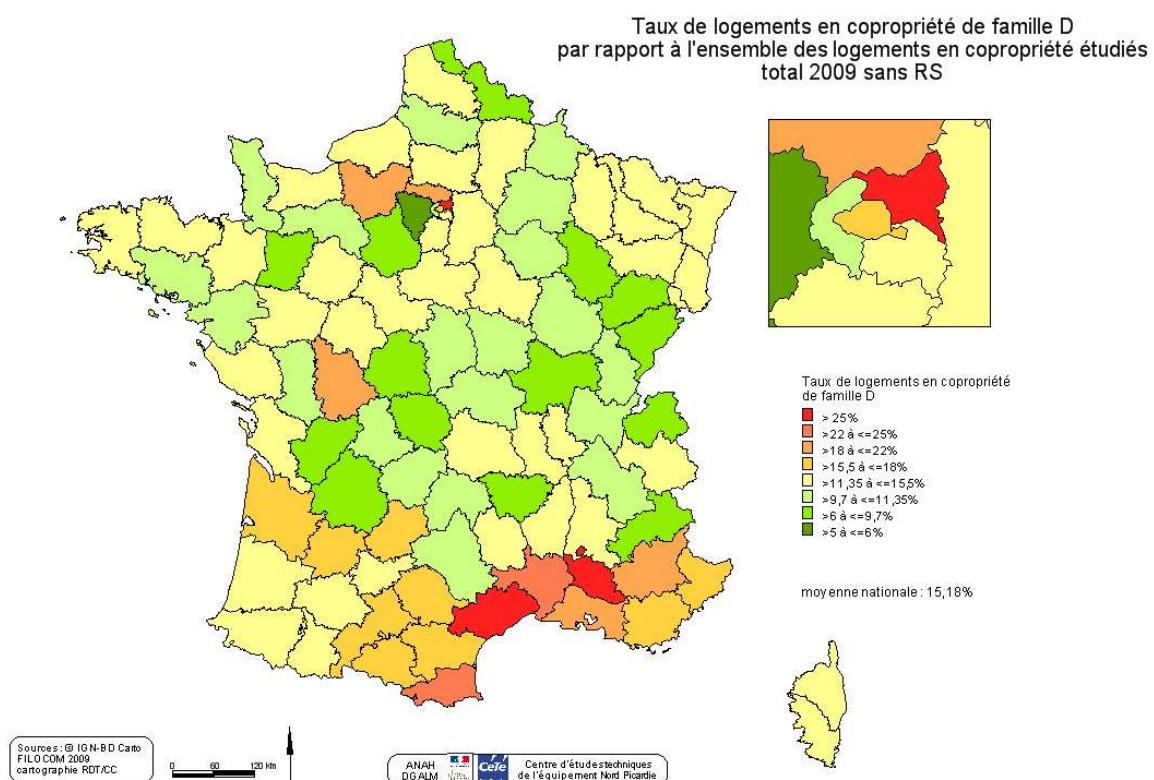 Taux de logements en copropriété de famille D
par rapport à l'ensemble des logements en copropriété étudiés
total 2009 sans RS
Taux de logements en copropriété
de famille D
> 25%
>22 à <=25%
>18 à <=22%
>15,5 à <=18%
>11,35 à <=15,5%
>9,7 à <=11,35%
>6 à <=9,7%
>5 à <=6%
moyenne nationale : 15,18%
Sources : © IGN-BD Carto
FILOCOM 2009
cartographie RDT/CC
0 60 120 km
ANAH
DGALM
CeTe
Centre d'études techniques
de l'équipement Nord Picardie